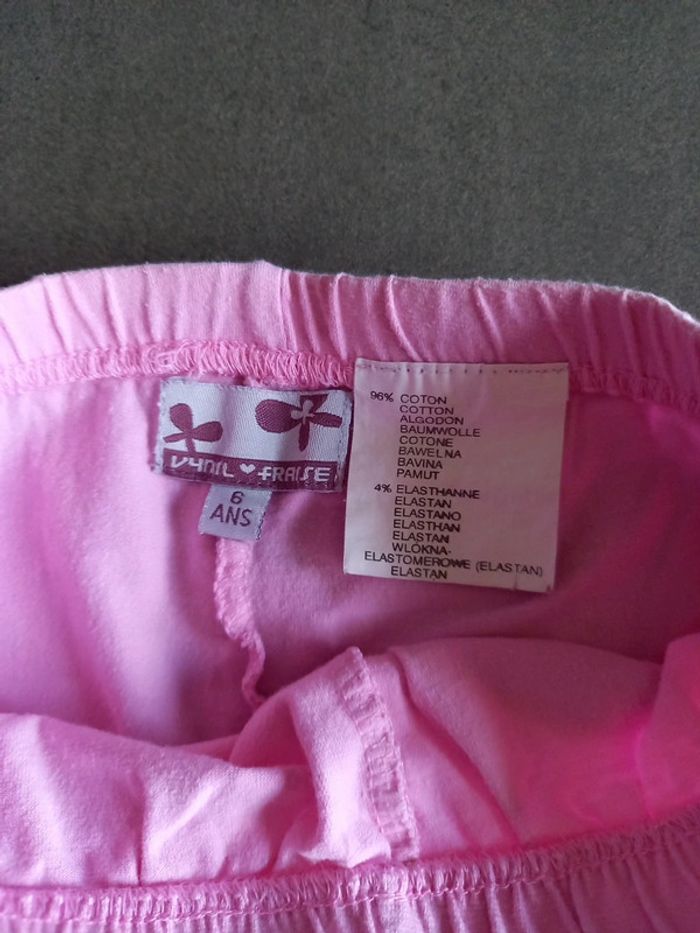 VYNIL ♥ FRAISE
6
ANS
96% COTON
COTTON
ALGODON
BAUMWOLLE
COTONE
BAWELNA
BAVINA
PAMUT
4% ELASTHANNE
ELASTAN
ELASTANO
ELASTHAN
ELASTAN
WLÓKNA-
ELASTOMEROWE (ELASTAN)
ELASTAN